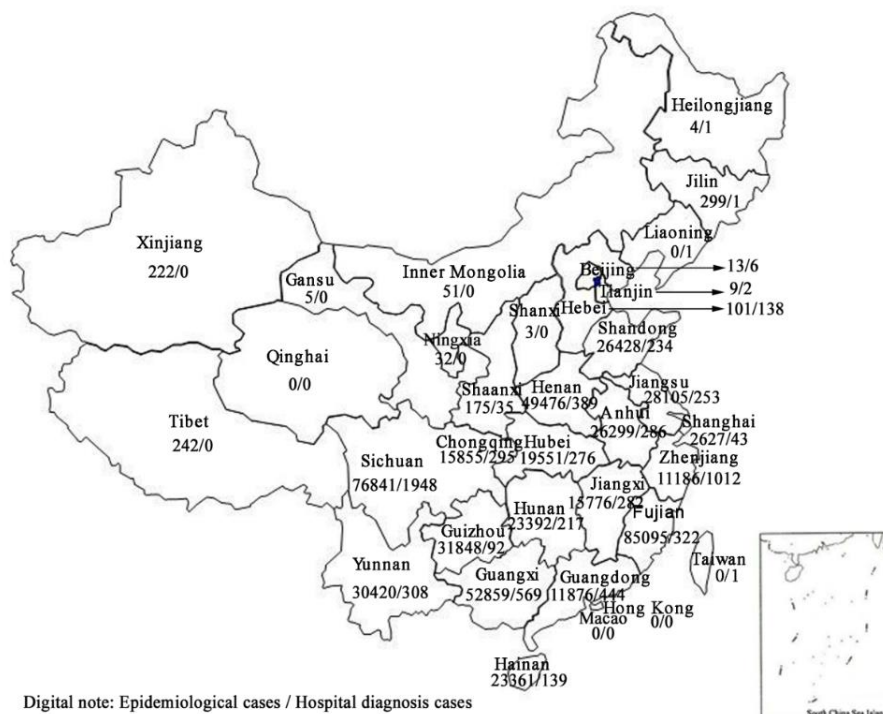 Heilongjiang
4/1
Jilin
299/1
Liaoning
0/1
Xinjiang
222/0
Gansu
5/0
Inner Mongolia
51/0
Beijing
13/6
Tianjin
9/2
Hebei
101/138
Shanxi
3/0
Shandong
26428/234
Ningxia
32/0
Qinghai
0/0
Shaanxi
175/35
Henan
49476/389
Jiangsu
28105/253
Anhui
26299/286
Shanghai
2627/43
Tibet
242/0
Chongqing
15855/295
Hubei
19551/276
Zhenjiang
11186/1012
Sichuan
76841/1948
Jiangxi
15776/282
Hunan
23392/217
Fujian
85095/322
Guizhou
31848/92
Yunnan
30420/308
Guangxi
52859/569
Guangdong
11876/444
Taiwan
0/1
Hong Kong
0/0
Macao
0/0
Hainan
23361/139
Digital note: Epidemiological cases / Hospital diagnosis cases
South China Sea Islands